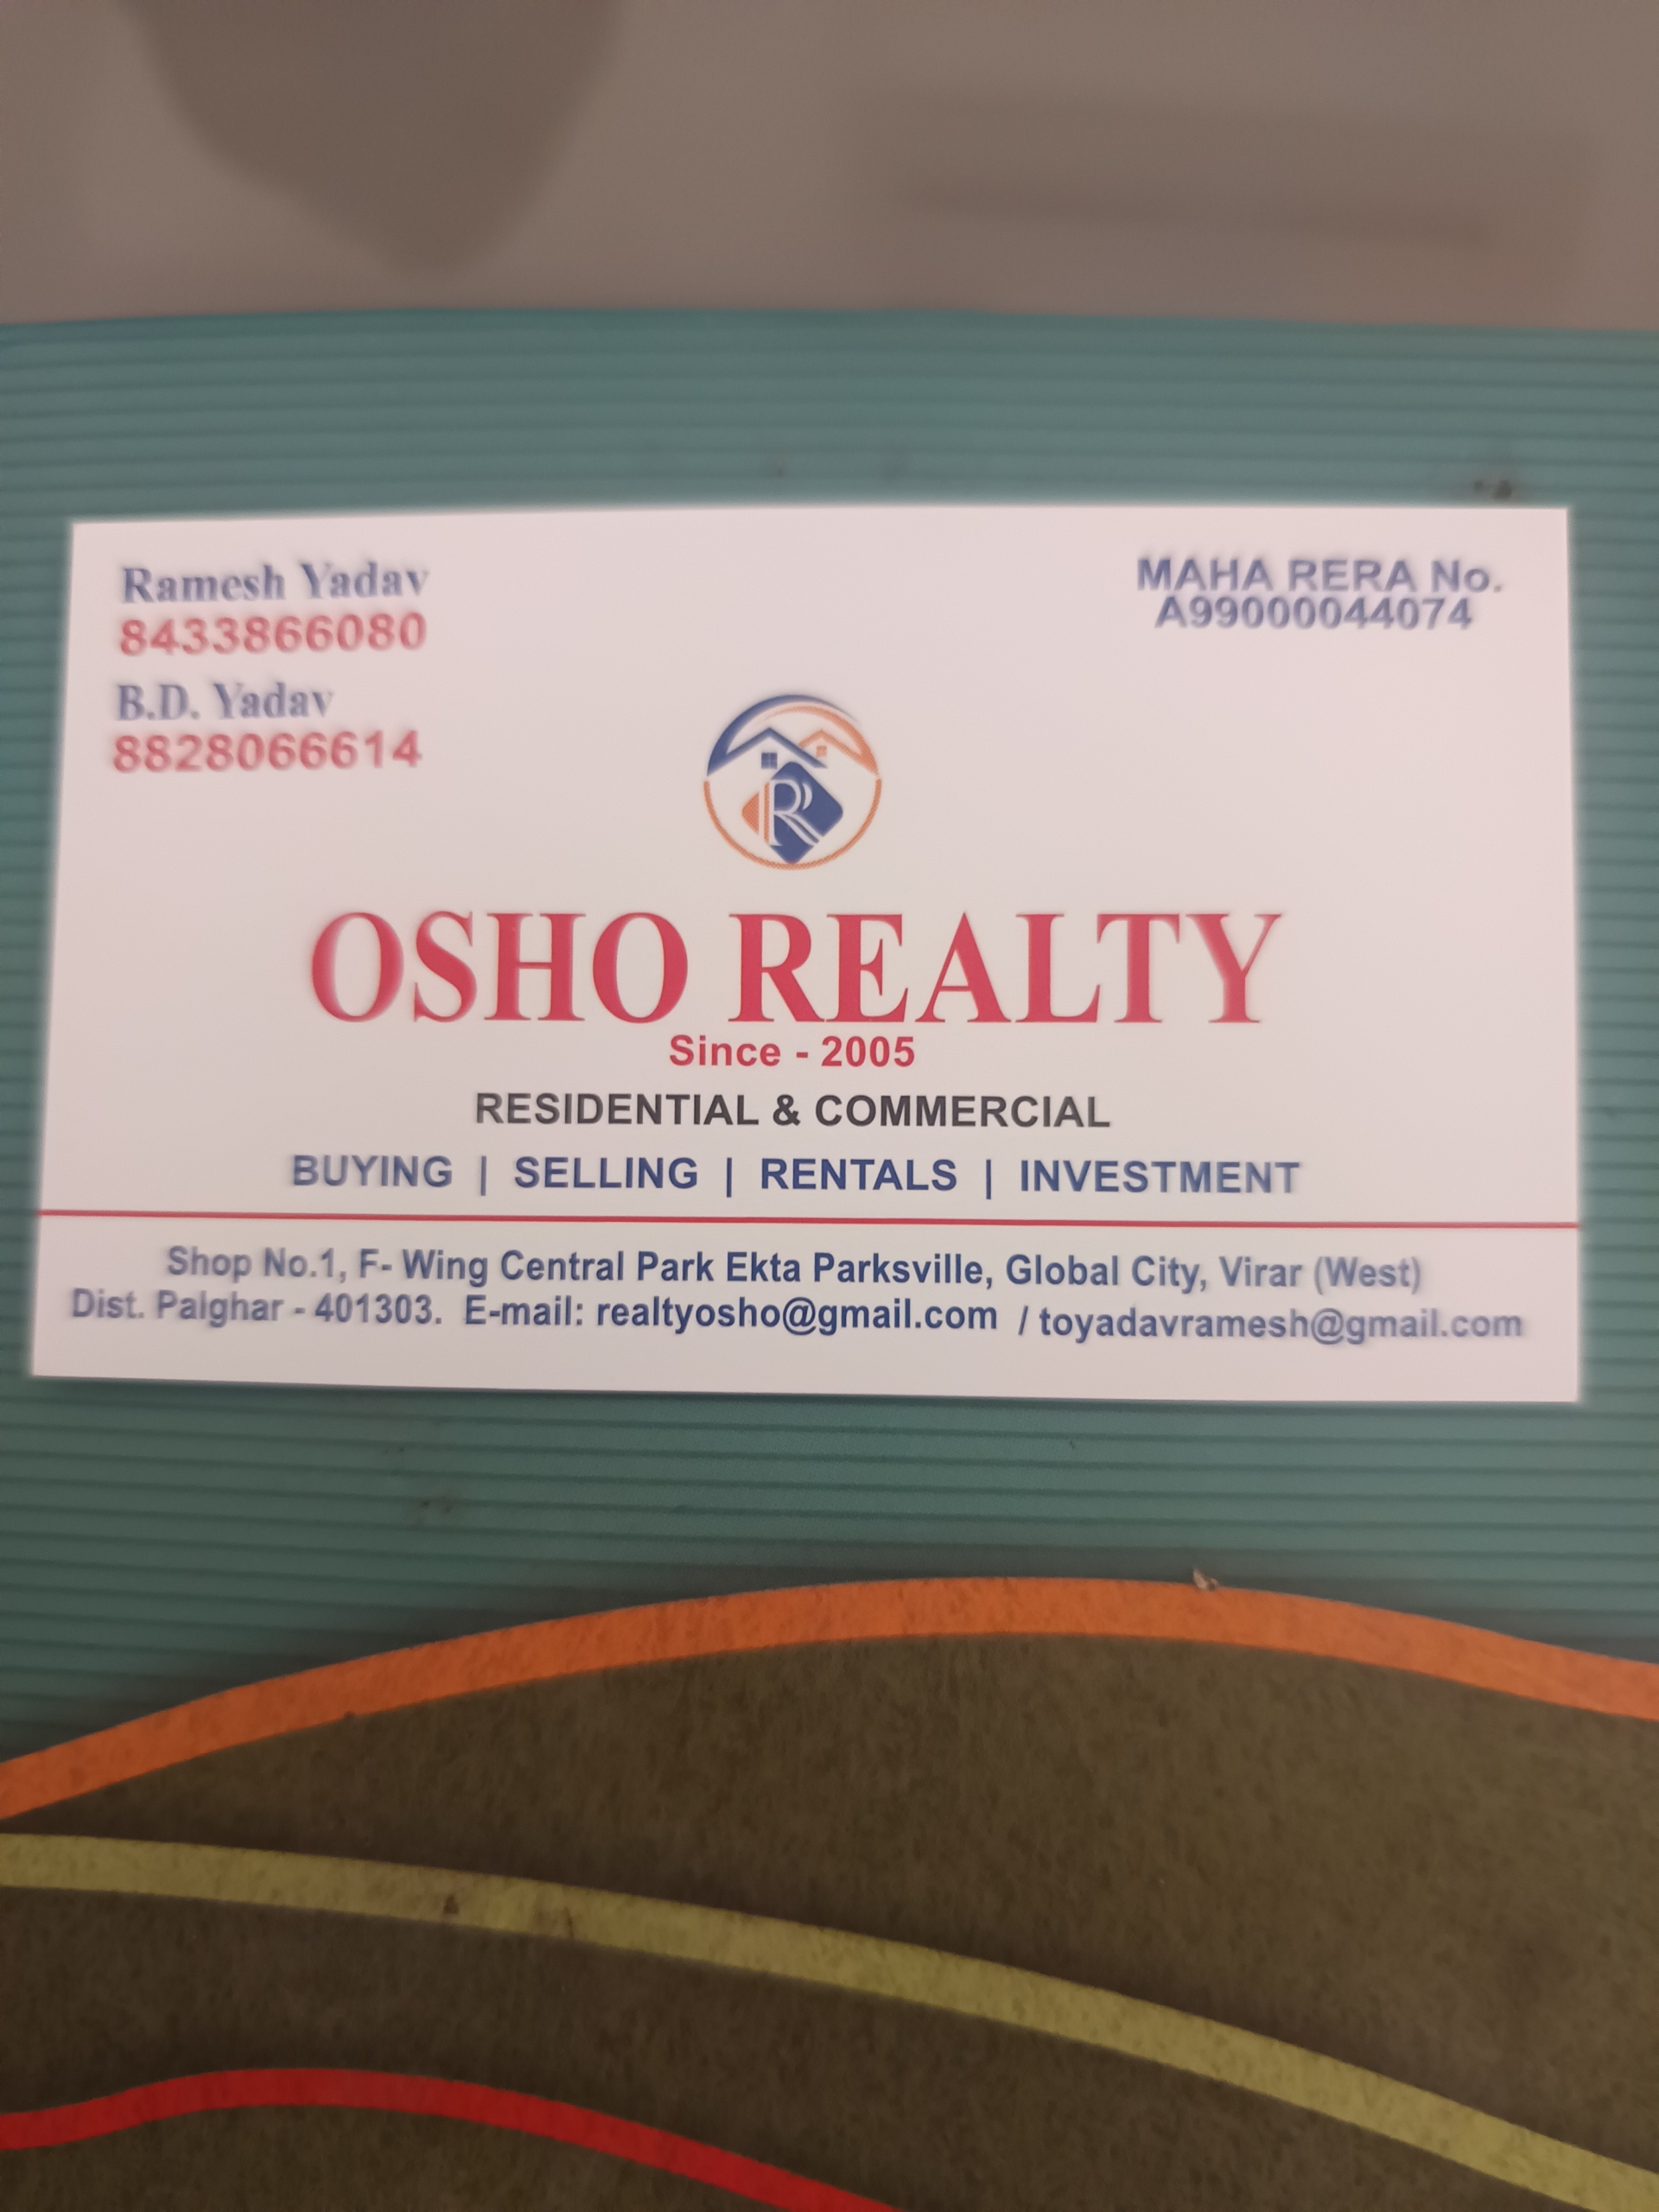 Ramesh Yadav
8433866080
B.D. Yadav
8828066614
MAHA RERA No.
A99000044074
R
OSHO REALTY
Since - 2005
RESIDENTIAL & COMMERCIAL
BUYING | SELLING | RENTALS | INVESTMENT
Shop No.1, F- Wing Central Park Ekta Parksville, Global City, Virar (West)
Dist. Palghar - 401303. E-mail: realtyosho@gmail.com / toyadavramesh@gmail.com